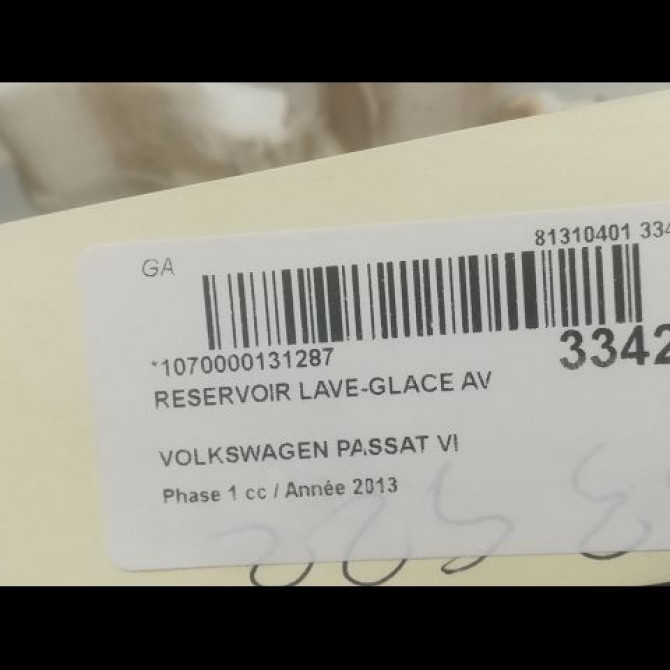 GA
81310401 334
*1070000131287
3342
RESERVOIR LAVE-GLACE AV
VOLKSWAGEN PASSAT VI
Phase 1 cc / Année 2013